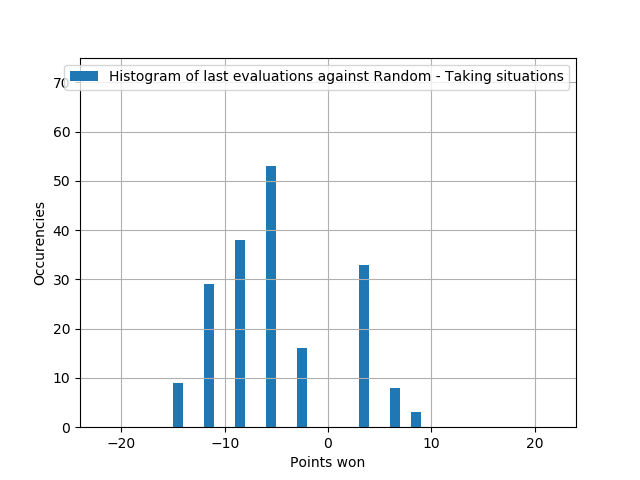 Histogram of last evaluations against Random - Taking situations
70
60
50
40
30
20
10
0
Occurencies
−20 −10 0 10 20
Points won